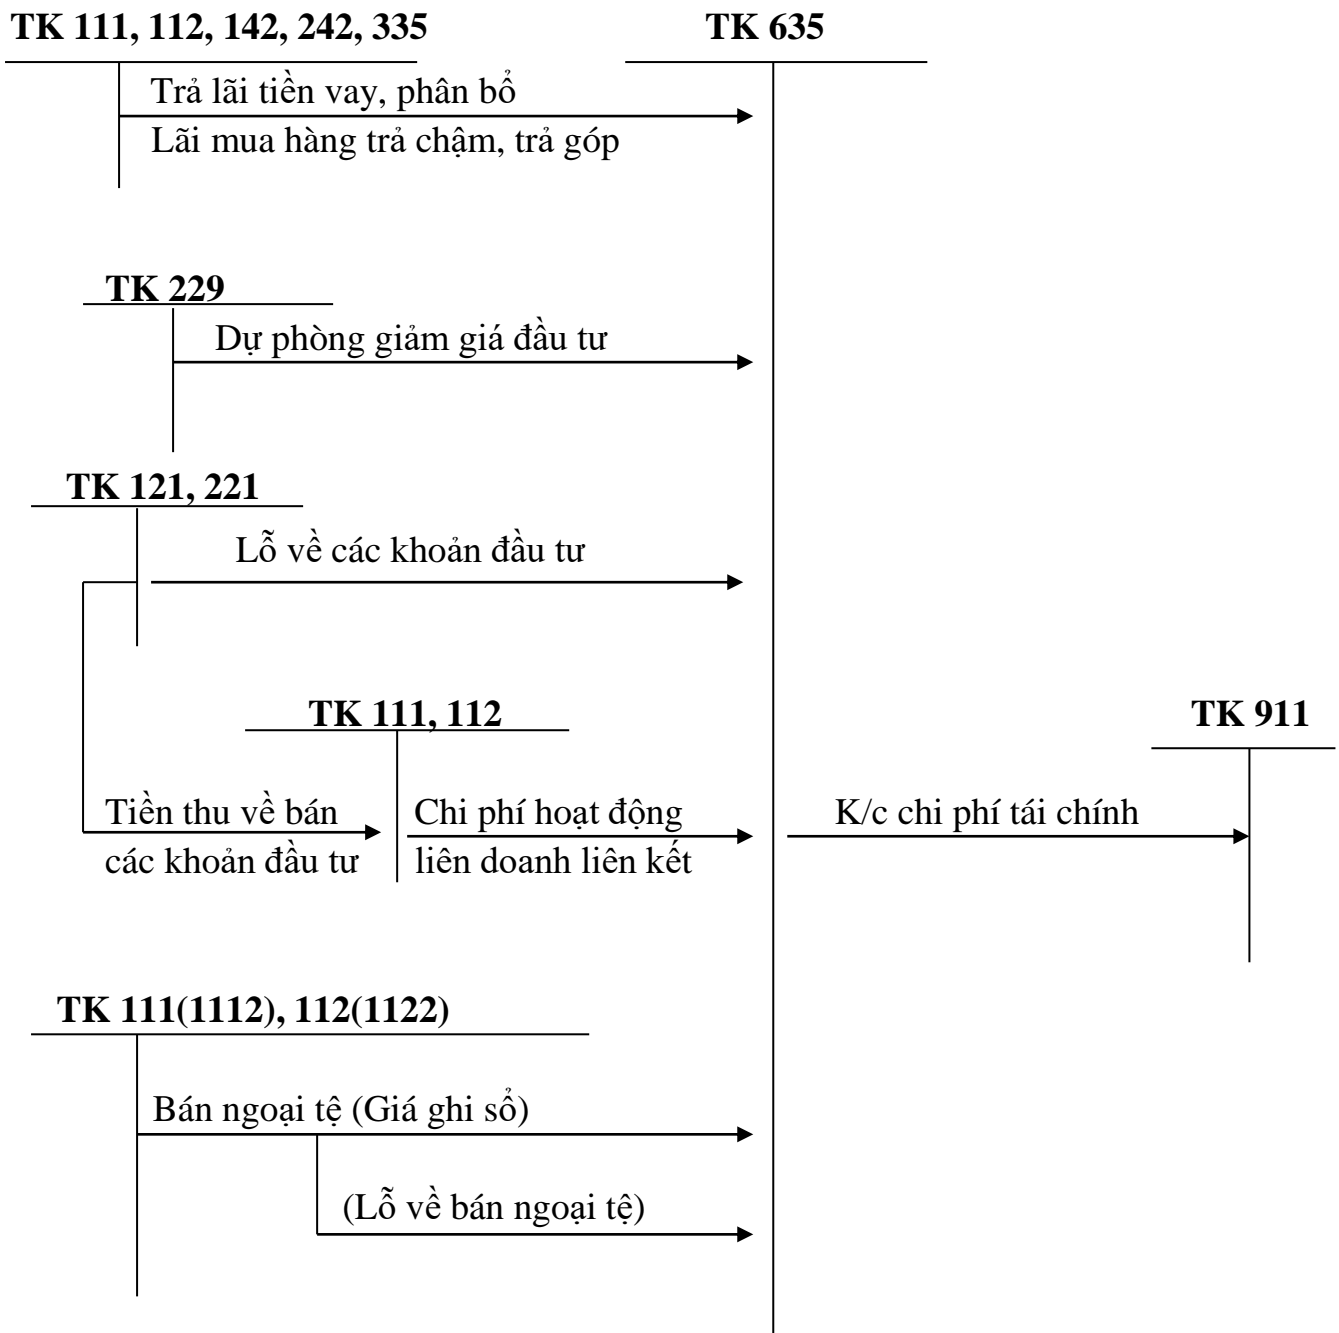 TK 111, 112, 142, 242, 335
TK 635
Trả lãi tiền vay, phân bổ
Lãi mua hàng trả chậm, trả góp
TK 229
Dự phòng giảm giá đầu tư
TK 121, 221
Lỗ về các khoản đầu tư
TK 111, 112
TK 911
Tiền thu về bán
các khoản đầu tư
Chi phí hoạt động
liên doanh liên kết
K/c chi phí tái chính
TK 111(1112), 112(1122)
Bán ngoại tệ (Giá ghi sổ)
(Lỗ về bán ngoại tệ)